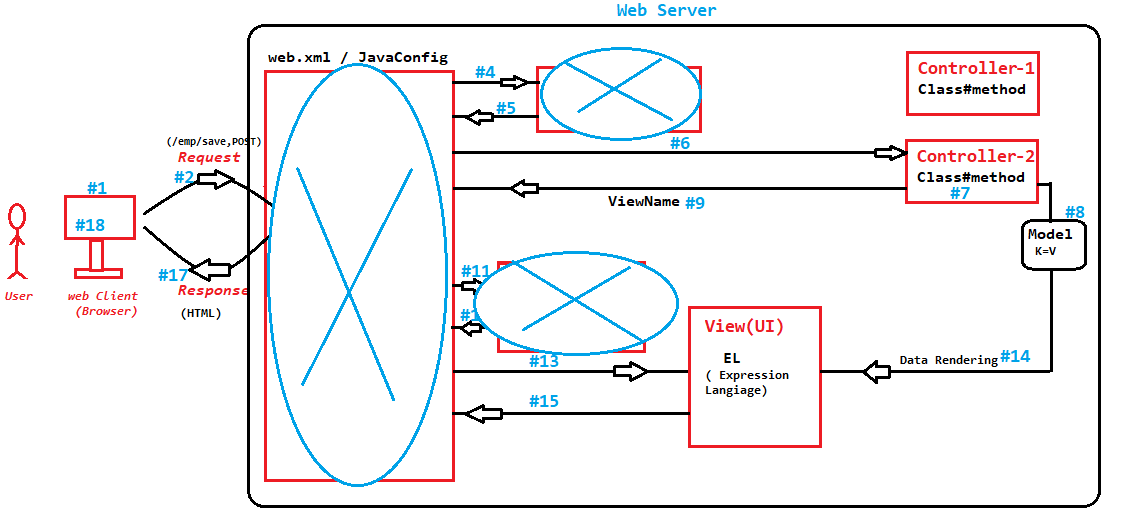 Web Server
web.xml / JavaConfig
#4
#5
Controller-1
Class#method
#6
Controller-2
Class#method
#7
(/emp/save,POST)
Request
#2
#1
#18
ViewName #9
#8
Model
K=V
#17
Response
(HTML)
User
web Client
(Browser)
#11
View(UI)
EL
( Expression
Langiage)
#13
Data Rendering #14
#15